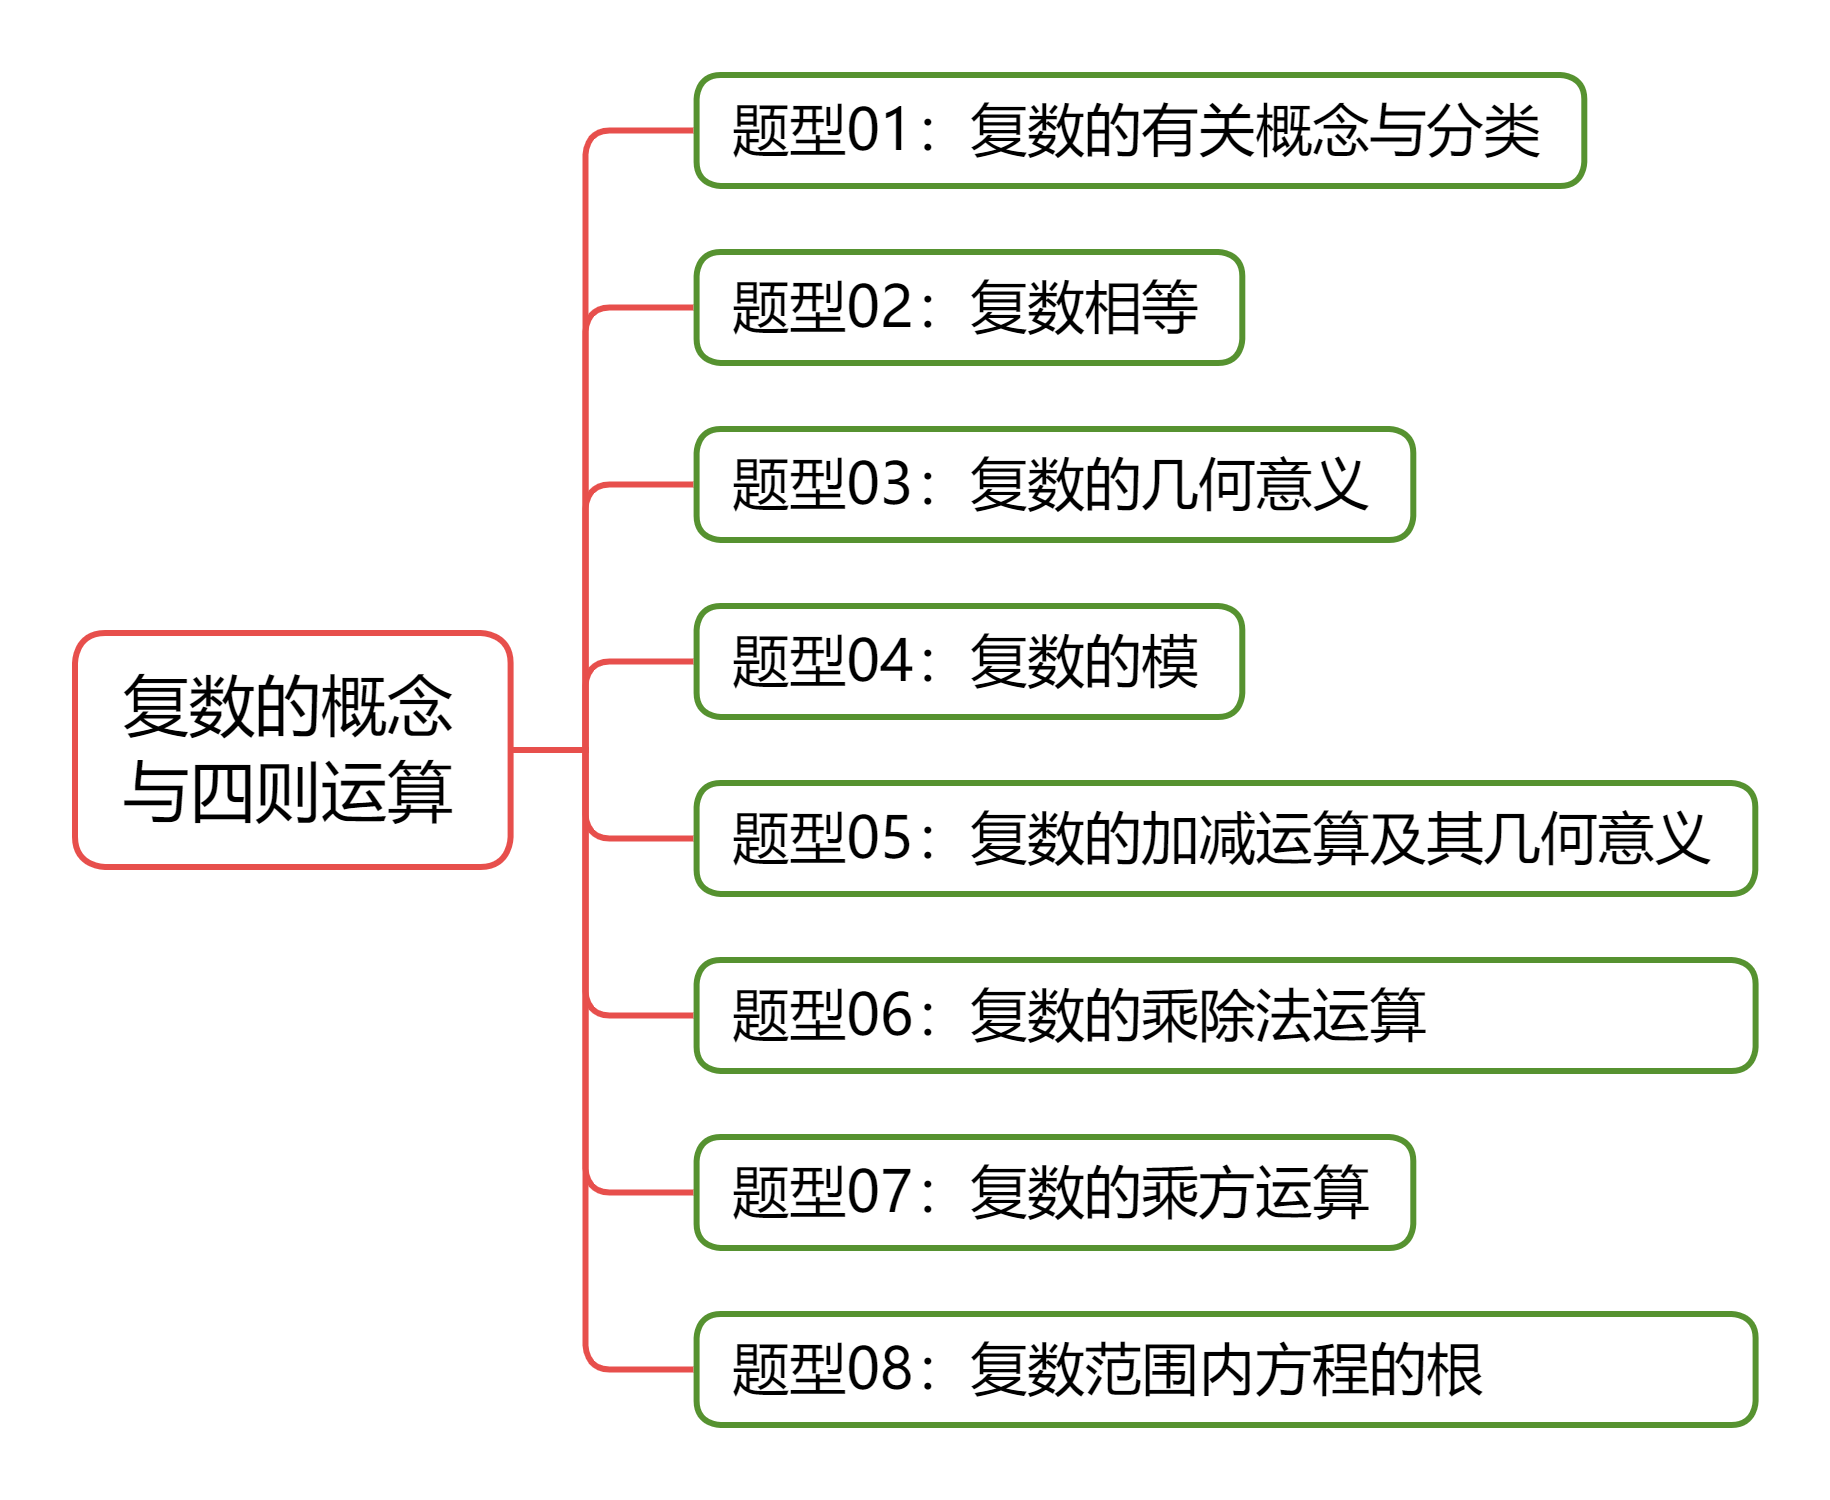 复数的概念
与四则运算
题型01：复数的有关概念与分类
题型02：复数相等
题型03：复数的几何意义
题型04：复数的模
题型05：复数的加减运算及其几何意义
题型06：复数的乘除法运算
题型07：复数的乘方运算
题型08：复数范围内方程的根